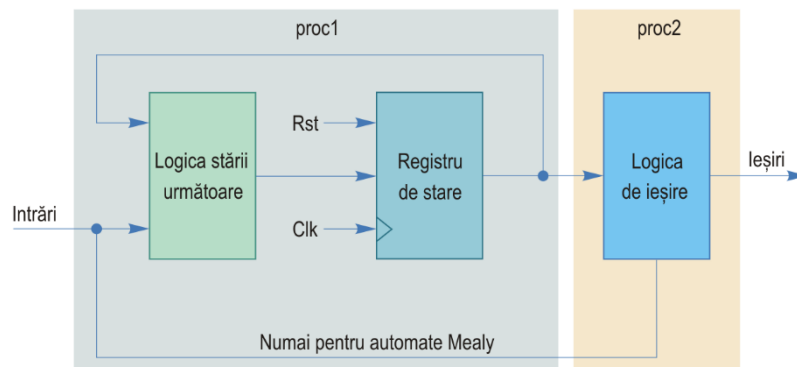 proc1
proc2
Rst
Logica stării
următoare
Registru
de stare
Logica
de ieșire
Ieșiri
Intrări
Clk
Numai pentru automate Mealy